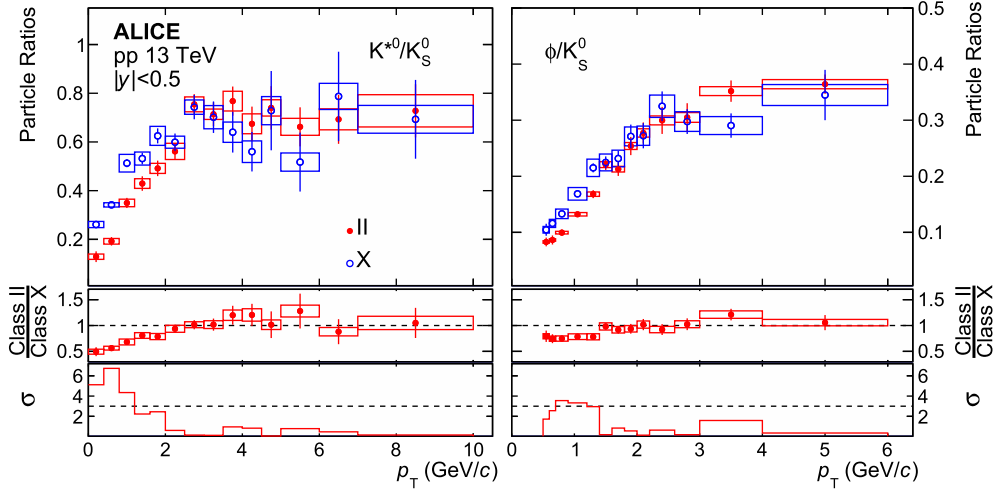 ALICE
pp 13 TeV
|y|<0.5
K*⁰/K⁰S
Particle Ratios
1
0.8
0.6
0.4
0.2
II
X
ϕ/K⁰S
Particle Ratios
0.5
0.4
0.3
0.2
0.1
Class II
Class X
1.5
1.0
0.5
1.5
1.0
0.5
Class II
Class X
σ
6
4
2
6
4
2
σ
0 2 4 6 8 10
pT (GeV/c)
0 1 2 3 4 5 6
pT (GeV/c)